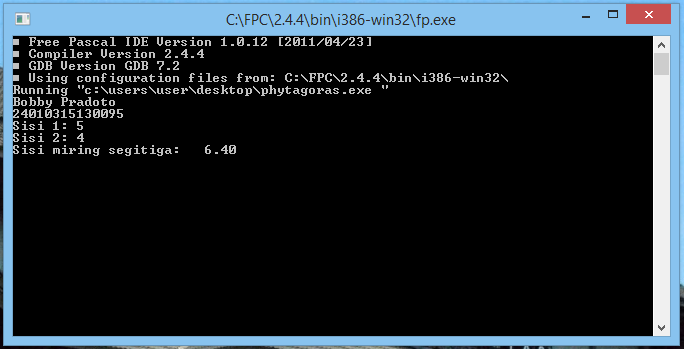 C:\FPC\2.4.4\bin\i386-win32\fp.exe
■ Free Pascal IDE Version 1.0.12 [2011/04/23]
■ Compiler Version 2.4.4
■ GDB Version GDB 7.2
■ Using configuration files from: C:\FPC\2.4.4\bin\i386-win32\
Running "c:\users\user\desktop\phytagoras.exe "
Bobby Pradoto
24010315130095
Sisi 1: 5
Sisi 2: 4
Sisi miring segitiga:   6.40